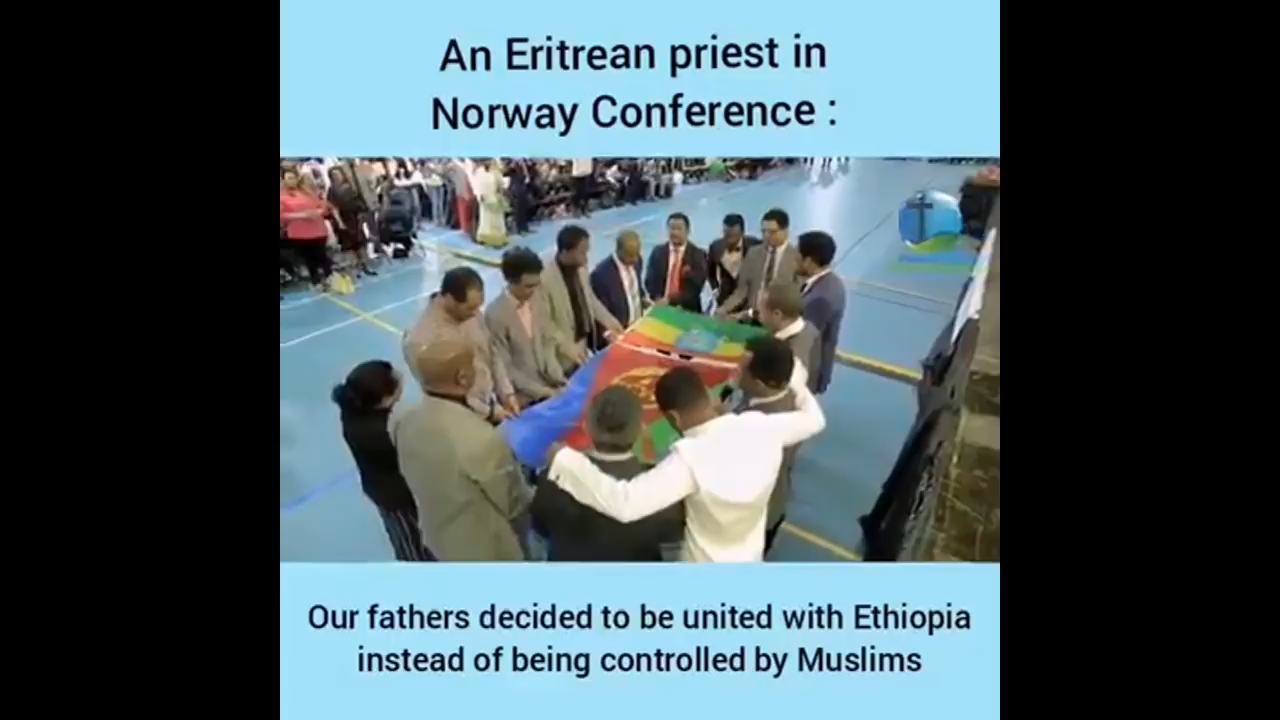 An Eritrean priest in
Norway Conference :
Our fathers decided to be united with Ethiopia
instead of being controlled by Muslims